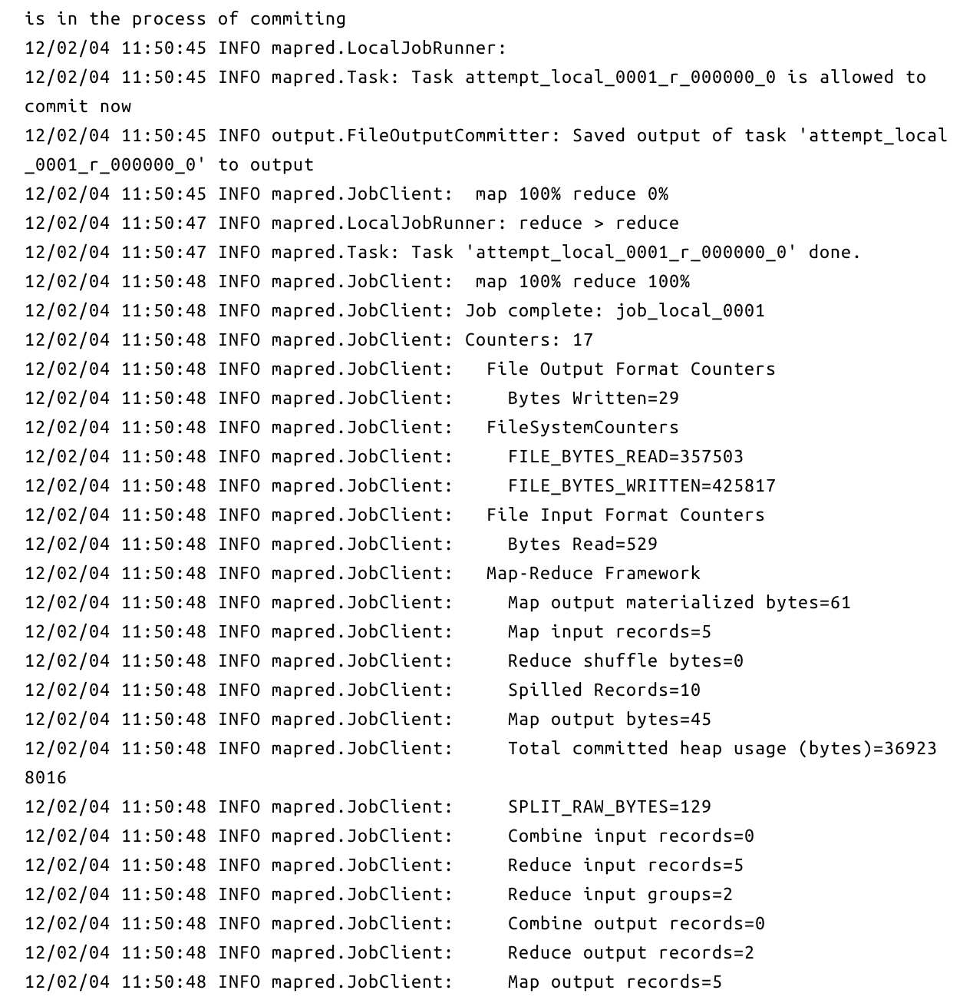 is in the process of commiting
12/02/04 11:50:45 INFO mapred.LocalJobRunner:
12/02/04 11:50:45 INFO mapred.Task: Task attempt_local_0001_r_000000_0 is allowed to
commit now
12/02/04 11:50:45 INFO output.FileOutputCommitter: Saved output of task 'attempt_local
_0001_r_000000_0' to output
12/02/04 11:50:45 INFO mapred.JobClient:  map 100% reduce 0%
12/02/04 11:50:47 INFO mapred.LocalJobRunner: reduce > reduce
12/02/04 11:50:47 INFO mapred.Task: Task 'attempt_local_0001_r_000000_0' done.
12/02/04 11:50:48 INFO mapred.JobClient:  map 100% reduce 100%
12/02/04 11:50:48 INFO mapred.JobClient: Job complete: job_local_0001
12/02/04 11:50:48 INFO mapred.JobClient: Counters: 17
12/02/04 11:50:48 INFO mapred.JobClient:   File Output Format Counters
12/02/04 11:50:48 INFO mapred.JobClient:     Bytes Written=29
12/02/04 11:50:48 INFO mapred.JobClient:   FileSystemCounters
12/02/04 11:50:48 INFO mapred.JobClient:     FILE_BYTES_READ=357503
12/02/04 11:50:48 INFO mapred.JobClient:     FILE_BYTES_WRITTEN=425817
12/02/04 11:50:48 INFO mapred.JobClient:   File Input Format Counters
12/02/04 11:50:48 INFO mapred.JobClient:     Bytes Read=529
12/02/04 11:50:48 INFO mapred.JobClient:   Map-Reduce Framework
12/02/04 11:50:48 INFO mapred.JobClient:     Map output materialized bytes=61
12/02/04 11:50:48 INFO mapred.JobClient:     Map input records=5
12/02/04 11:50:48 INFO mapred.JobClient:     Reduce shuffle bytes=0
12/02/04 11:50:48 INFO mapred.JobClient:     Spilled Records=10
12/02/04 11:50:48 INFO mapred.JobClient:     Map output bytes=45
12/02/04 11:50:48 INFO mapred.JobClient:     Total committed heap usage (bytes)=36923
8016
12/02/04 11:50:48 INFO mapred.JobClient:     SPLIT_RAW_BYTES=129
12/02/04 11:50:48 INFO mapred.JobClient:     Combine input records=0
12/02/04 11:50:48 INFO mapred.JobClient:     Reduce input records=5
12/02/04 11:50:48 INFO mapred.JobClient:     Reduce input groups=2
12/02/04 11:50:48 INFO mapred.JobClient:     Combine output records=0
12/02/04 11:50:48 INFO mapred.JobClient:     Reduce output records=2
12/02/04 11:50:48 INFO mapred.JobClient:     Map output records=5